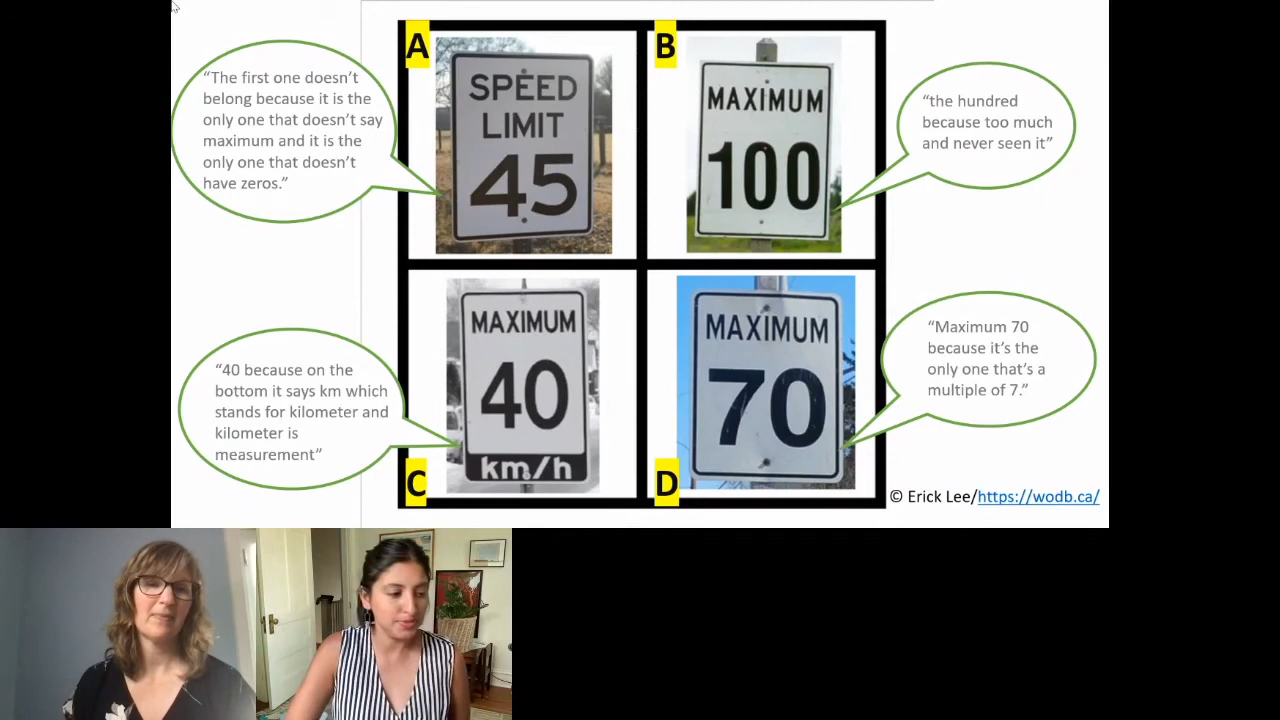 A
SPEED
LIMIT
45
B
MAXIMUM
100
MAXIMUM
40
km/h
C
MAXIMUM
70
D
“The first one doesn’t
belong because it is the
only one that doesn’t say
maximum and it is the
only one that doesn’t
have zeros.”
“the hundred
because too much
and never seen it”
“40 because on the
bottom it says km which
stands for kilometer and
kilometer is
measurement”
“Maximum 70
because it’s the
only one that’s a
multiple of 7.”
© Erick Lee/https://wodb.ca/